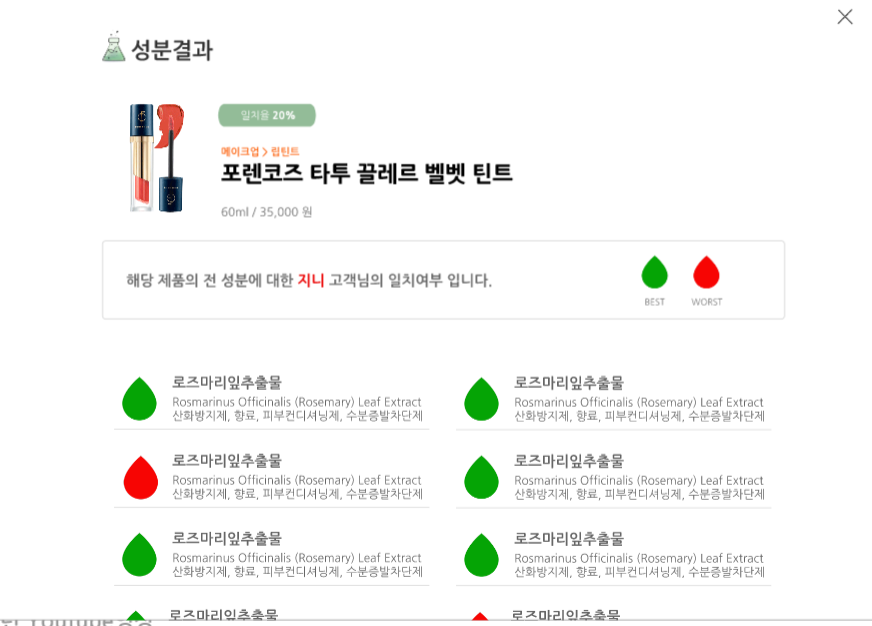 성분결과
일치율 20%
메이크업 > 립틴트
포렌코즈 타투 끌레르 벨벳 틴트
60ml / 35,000 원
해당 제품의 전 성분에 대한 지니 고객님의 일치여부 입니다.
BEST
WORST
로즈마리잎추출물
Rosmarinus Officinalis (Rosemary) Leaf Extract
산화방지제, 향료, 피부컨디셔닝제, 수분증발차단제
로즈마리잎추출물
Rosmarinus Officinalis (Rosemary) Leaf Extract
산화방지제, 향료, 피부컨디셔닝제, 수분증발차단제
로즈마리잎추출물
Rosmarinus Officinalis (Rosemary) Leaf Extract
산화방지제, 향료, 피부컨디셔닝제, 수분증발차단제
로즈마리잎추출물
Rosmarinus Officinalis (Rosemary) Leaf Extract
산화방지제, 향료, 피부컨디셔닝제, 수분증발차단제
로즈마리잎추출물
Rosmarinus Officinalis (Rosemary) Leaf Extract
산화방지제, 향료, 피부컨디셔닝제, 수분증발차단제
로즈마리잎추출물
Rosmarinus Officinalis (Rosemary) Leaf Extract
산화방지제, 향료, 피부컨디셔닝제, 수분증발차단제
로즈마리잎추출물
로즈마리잎추출물